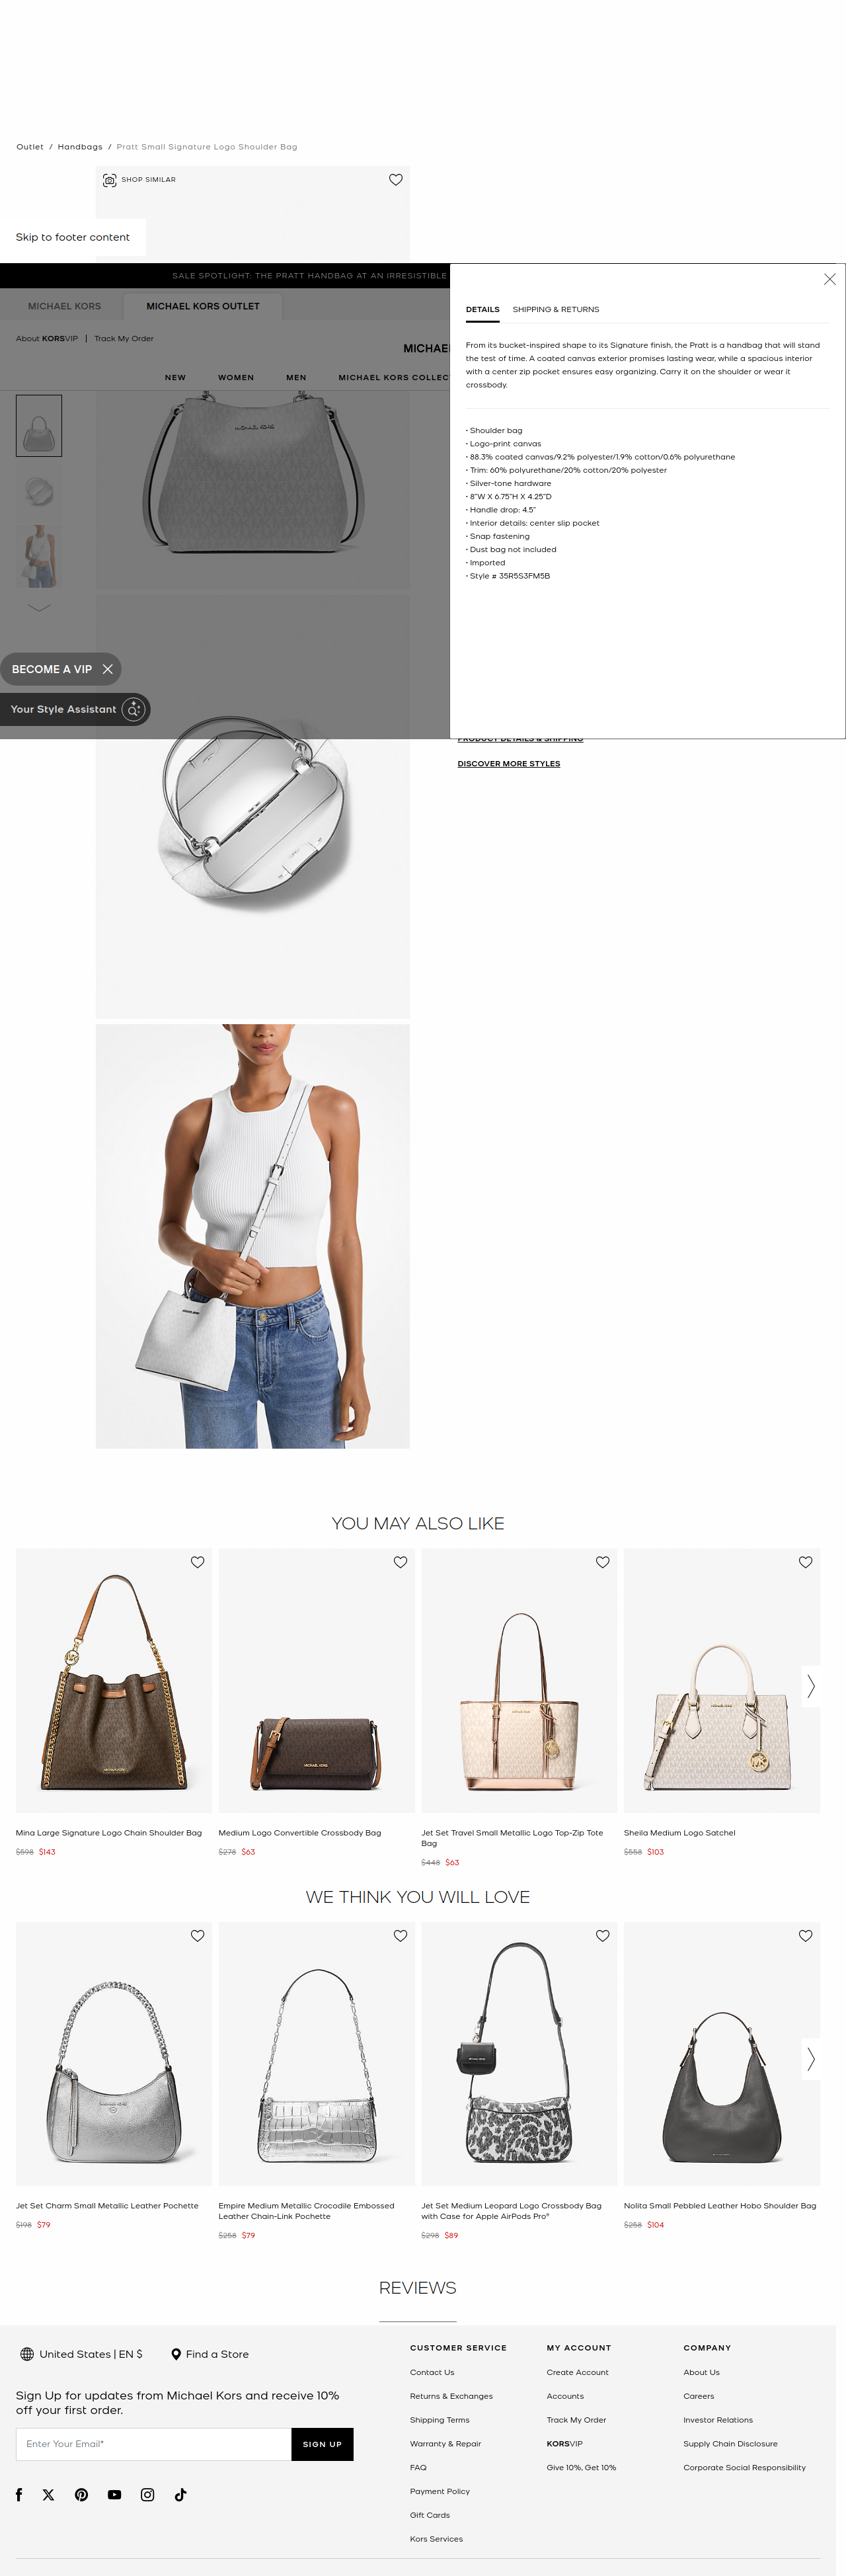 Outlet / Handbags / Pratt Small Signature Logo Shoulder Bag
SHOP SIMILAR
Skip to footer content
SALE SPOTLIGHT: THE PRATT HANDBAG AT AN IRRESISTIBLE
MICHAEL KORS
MICHAEL KORS OUTLET
About KORSVIP | Track My Order
NEW
WOMEN
MEN
MICHAEL KORS
BECOME A VIP
Your Style Assistant
DETAILS
SHIPPING & RETURNS
From its bucket-inspired shape to its Signature finish, the Pratt is a handbag that will stand
the test of time. A coated canvas exterior promises lasting wear, while a spacious interior
with a center zip pocket ensures easy organizing. Carry it on the shoulder or wear it
crossbody.
• Shoulder bag
• Logo-print canvas
• 88.3% coated canvas/9.2% polyester/1.9% cotton/0.6% polyurethane
• Trim: 60% polyurethane/20% cotton/20% polyester
• Silver-tone hardware
• 8"W X 6.75"H X 4.25"D
• Handle drop: 4.5"
• Interior details: center slip pocket
• Snap fastening
• Dust bag not included
• Imported
• Style # 35R5S3FM5B
PRODUCT DETAILS & SHIPPING
DISCOVER MORE STYLES
YOU MAY ALSO LIKE
Mina Large Signature Logo Chain Shoulder Bag
$598 $143
Medium Logo Convertible Crossbody Bag
$278 $63
Jet Set Travel Small Metallic Logo Top-Zip Tote
Bag
$448 $63
Sheila Medium Logo Satchel
$558 $103
WE THINK YOU WILL LOVE
Jet Set Charm Small Metallic Leather Pochette
$198 $79
Empire Medium Metallic Crocodile Embossed
Leather Chain-Link Pochette
$258 $79
Jet Set Medium Leopard Logo Crossbody Bag
with Case for Apple AirPods Pro®
$298 $89
Nolita Small Pebbled Leather Hobo Shoulder Bag
$258 $104
REVIEWS
United States | EN $
Find a Store
Sign Up for updates from Michael Kors and receive 10%
off your first order.
Enter Your Email*
SIGN UP
CUSTOMER SERVICE
Contact Us
Returns & Exchanges
Shipping Terms
Warranty & Repair
FAQ
Payment Policy
Gift Cards
Kors Services
MY ACCOUNT
Create Account
Accounts
Track My Order
KORSVIP
Give 10%, Get 10%
COMPANY
About Us
Careers
Investor Relations
Supply Chain Disclosure
Corporate Social Responsibility